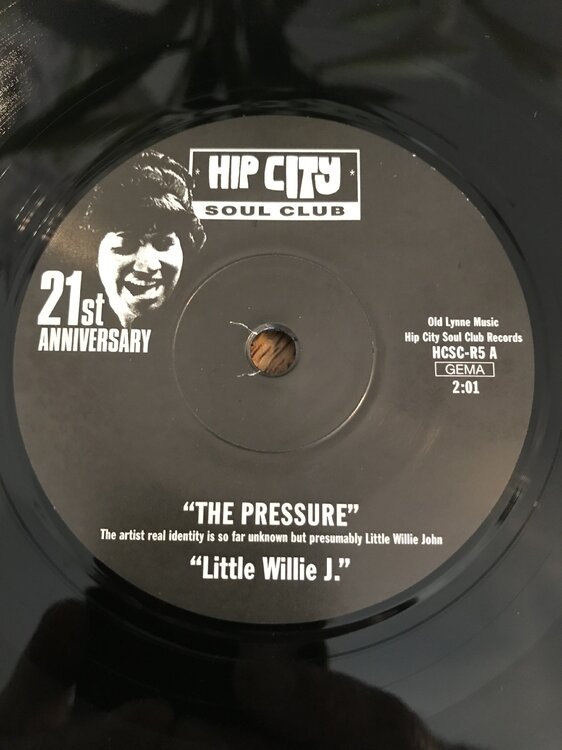 * HIP CITY *
SOUL CLUB
21st
ANNIVERSARY
Old Lynne Music
Hip City Soul Club Records
HCSC-R5 A
GEMA
2:01
“THE PRESSURE”
The artist real identity is so far unknown but presumably Little Willie John
“Little Willie J.”